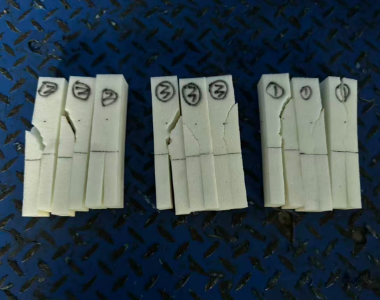 ② ② ② ③ ③ ③ ① ① ①